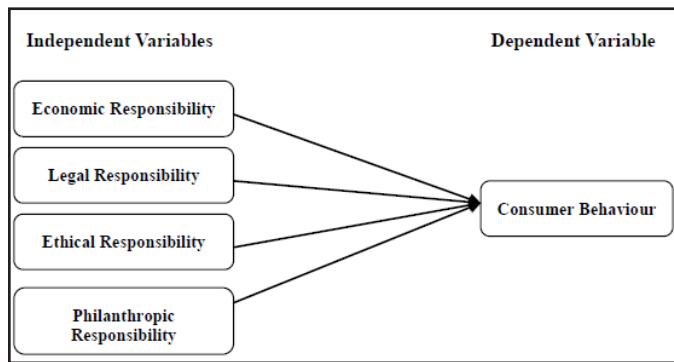 Independent Variables
Dependent Variable
Economic Responsibility
Legal Responsibility
Consumer Behaviour
Ethical Responsibility
Philanthropic
Responsibility